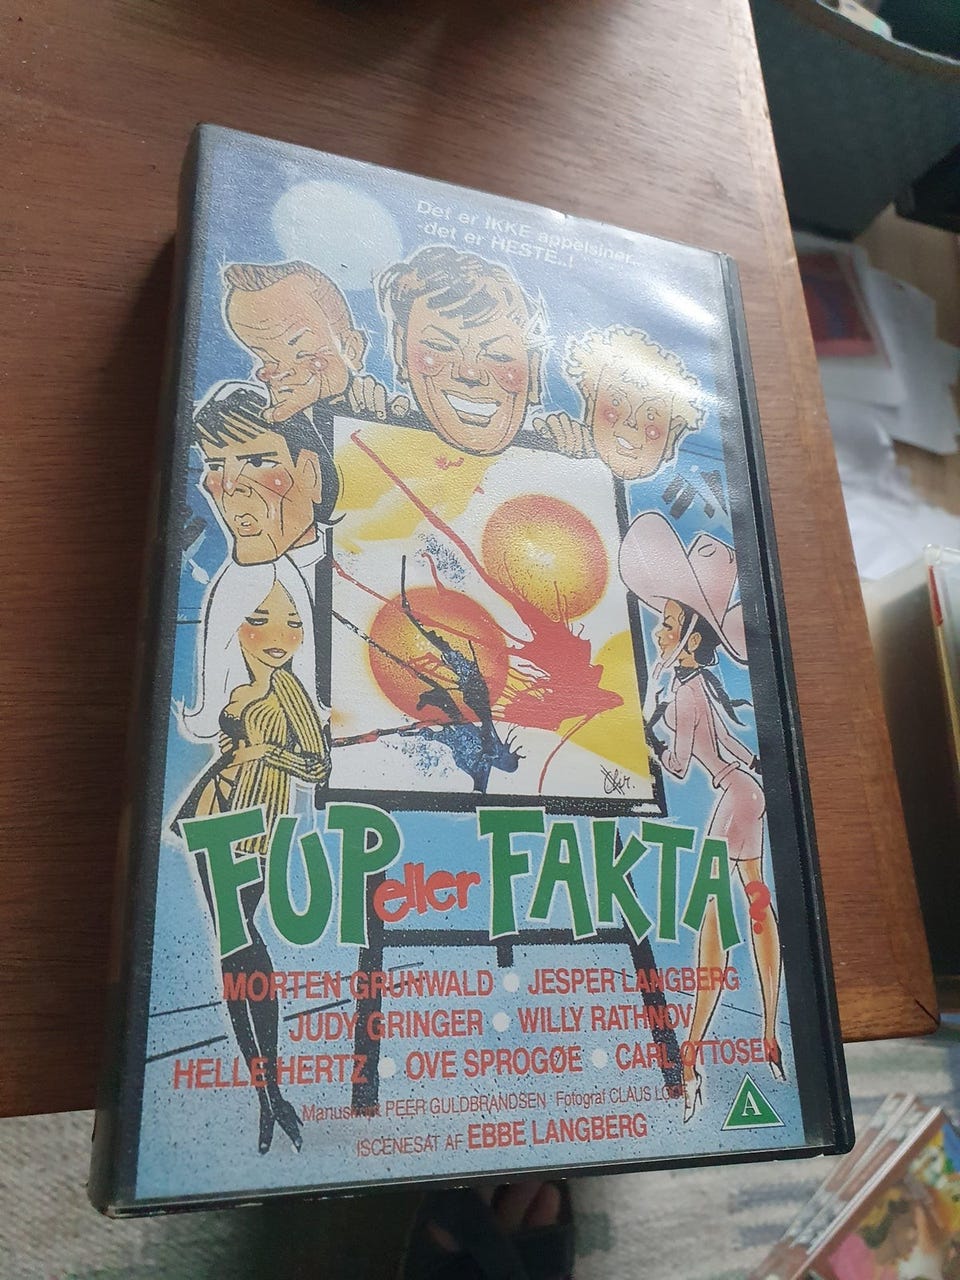 Det er IKKE appelsiner...
det er HESTE..!
FUP eller FAKTA?
MORTEN GRUNWALD • JESPER LANGBERG
JUDY GRINGER • WILLY RATHNOV
HELLE HERTZ • OVE SPROGØE • CARL OTTOSEN
Manuskript PEER GULDBRANDSEN · Fotograf CLAUS LOOF
ISCENESAT AF EBBE LANGBERG
A